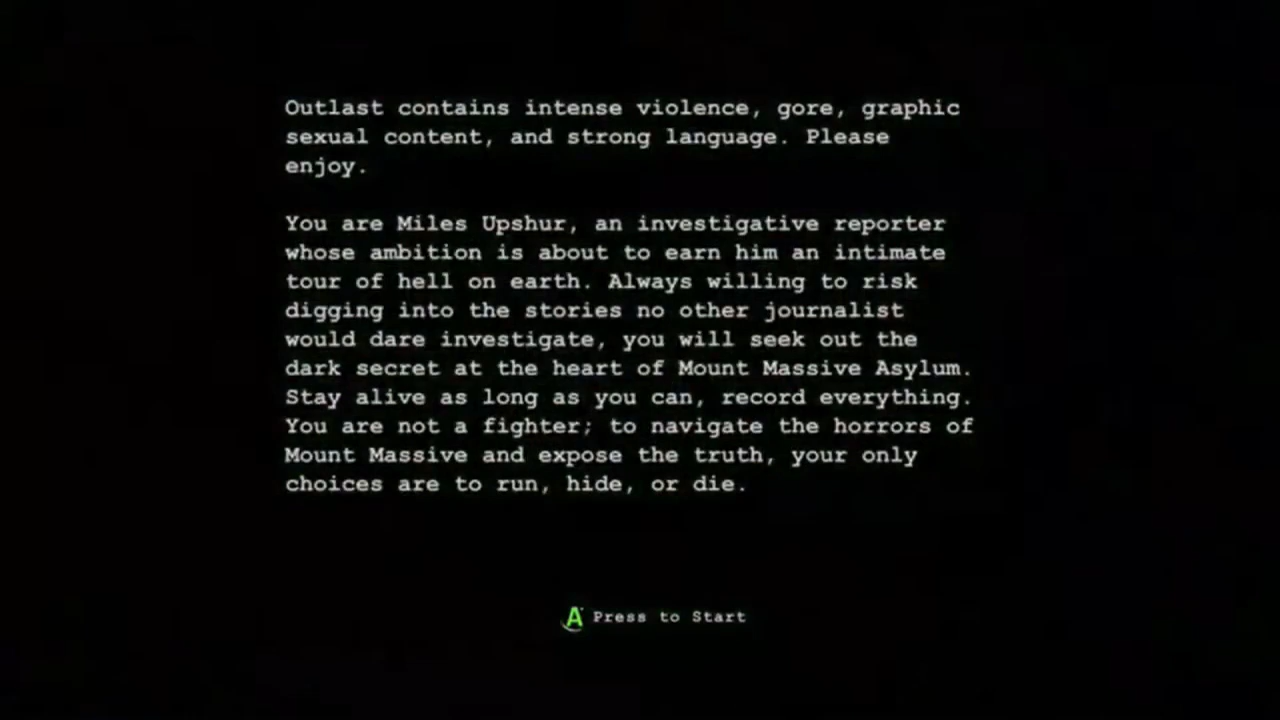 Outlast contains intense violence, gore, graphic
sexual content, and strong language. Please
enjoy.
You are Miles Upshur, an investigative reporter
whose ambition is about to earn him an intimate
tour of hell on earth. Always willing to risk
digging into the stories no other journalist
would dare investigate, you will seek out the
dark secret at the heart of Mount Massive Asylum.
Stay alive as long as you can, record everything.
You are not a fighter; to navigate the horrors of
Mount Massive and expose the truth, your only
choices are to run, hide, or die.
A Press to Start